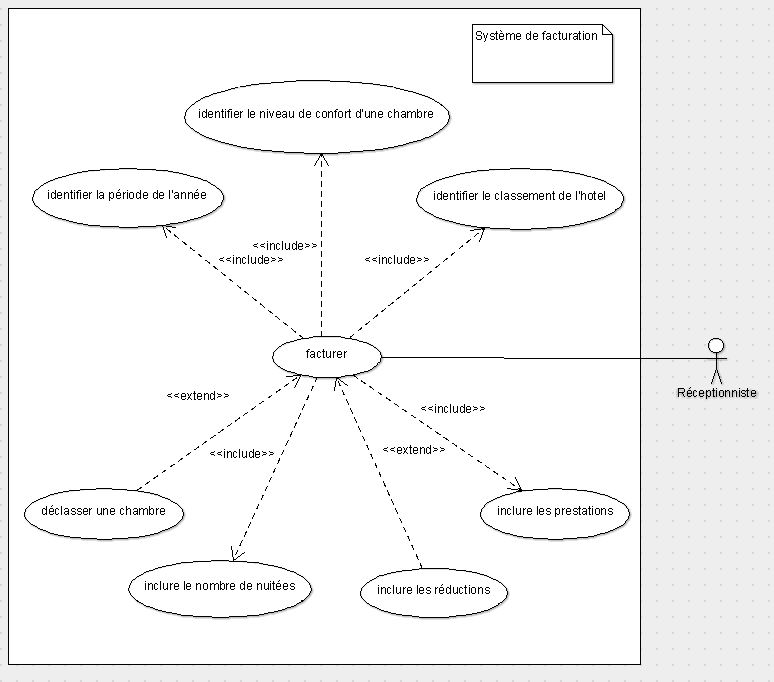 Système de facturation
identifier le niveau de confort d'une chambre
identifier la période de l'année
identifier le classement de l'hotel
<<include>>
<<include>>
<<include>>
facturer
Réceptionniste
<<extend>>
<<include>>
<<extend>>
<<include>>
déclasser une chambre
inclure les prestations
inclure le nombre de nuitées
inclure les réductions